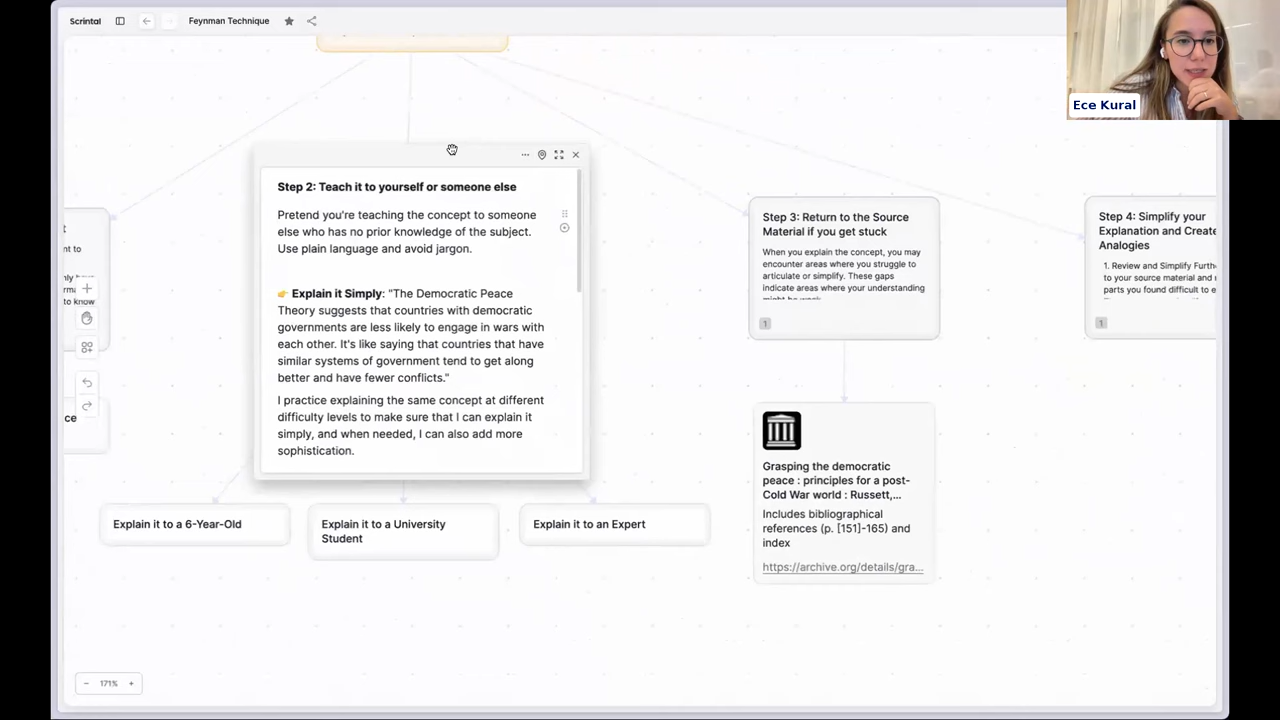 Scrintal
Feynman Technique
Ece Kural
Step 2: Teach it to yourself or someone else
Pretend you're teaching the concept to someone
else who has no prior knowledge of the subject.
Use plain language and avoid jargon.
👉 Explain it Simply: "The Democratic Peace
Theory suggests that countries with democratic
governments are less likely to engage in wars with
each other. It's like saying that countries that have
similar systems of government tend to get along
better and have fewer conflicts."
I practice explaining the same concept at different
difficulty levels to make sure that I can explain it
simply, and when needed, I can also add more
sophistication.
Explain it to a 6-Year-Old
Explain it to a University
Student
Explain it to an Expert
Step 3: Return to the Source
Material if you get stuck
When you explain the concept, you may
encounter areas where you struggle to
articulate or simplify. These gaps
indicate areas where your understanding
might be weak.
1
Grasping the democratic
peace : principles for a post-
Cold War world : Russett,...
Includes bibliographical
references (p. [151]-165) and
index
https://archive.org/details/gra...
Step 4: Simplify your
Explanation and Create
Analogies
1. Review and Simplify Furth
to your source material and r
parts you found difficult to e
1
171%